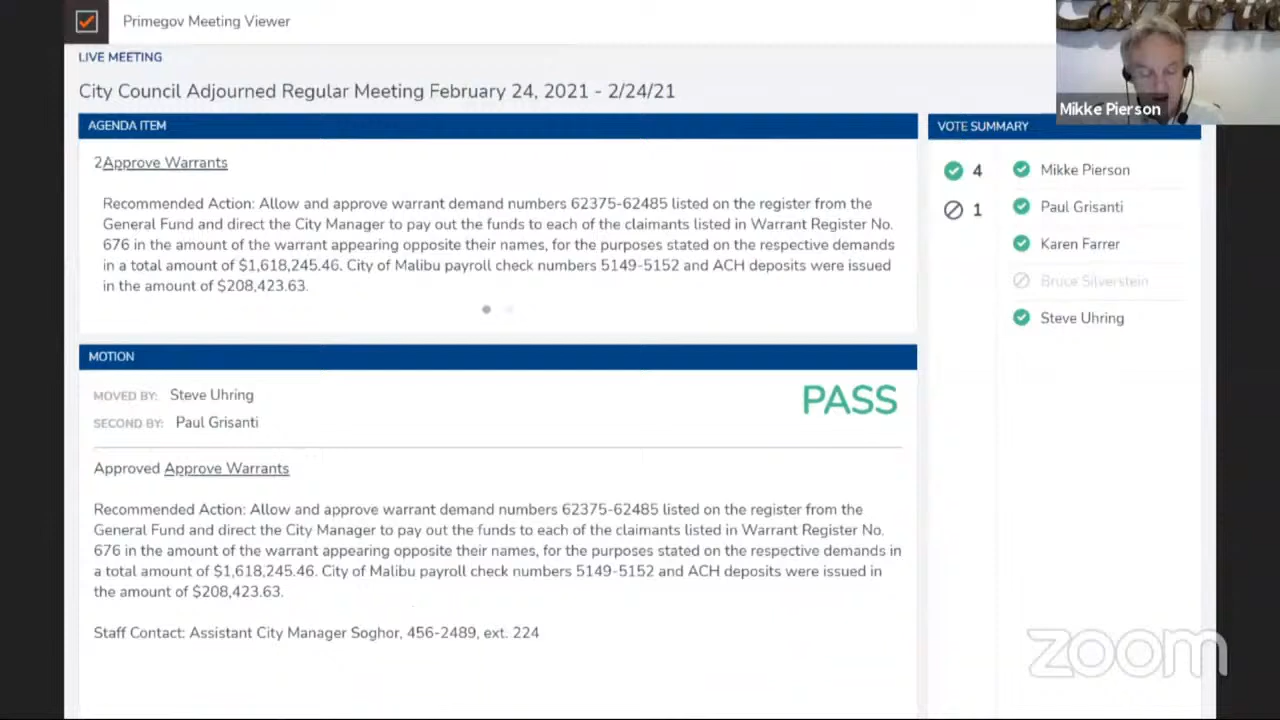 Primegov Meeting Viewer
LIVE MEETING
City Council Adjourned Regular Meeting February 24, 2021 - 2/24/21
AGENDA ITEM
2Approve Warrants
Recommended Action: Allow and approve warrant demand numbers 62375-62485 listed on the register from the
General Fund and direct the City Manager to pay out the funds to each of the claimants listed in Warrant Register No.
676 in the amount of the warrant appearing opposite their names, for the purposes stated on the respective demands
in a total amount of $1,618,245.46. City of Malibu payroll check numbers 5149-5152 and ACH deposits were issued
in the amount of $208,423.63.
MOTION
MOVED BY: Steve Uhring
SECOND BY: Paul Grisanti
PASS
Approved Approve Warrants
Recommended Action: Allow and approve warrant demand numbers 62375-62485 listed on the register from the
General Fund and direct the City Manager to pay out the funds to each of the claimants listed in Warrant Register No.
676 in the amount of the warrant appearing opposite their names, for the purposes stated on the respective demands in
a total amount of $1,618,245.46. City of Malibu payroll check numbers 5149-5152 and ACH deposits were issued in
the amount of $208,423.63.
Staff Contact: Assistant City Manager Soghor, 456-2489, ext. 224
Mikke Pierson
VOTE SUMMARY
4
1
Mikke Pierson
Paul Grisanti
Karen Farrer
Bruce Silverstein
Steve Uhring
zoom